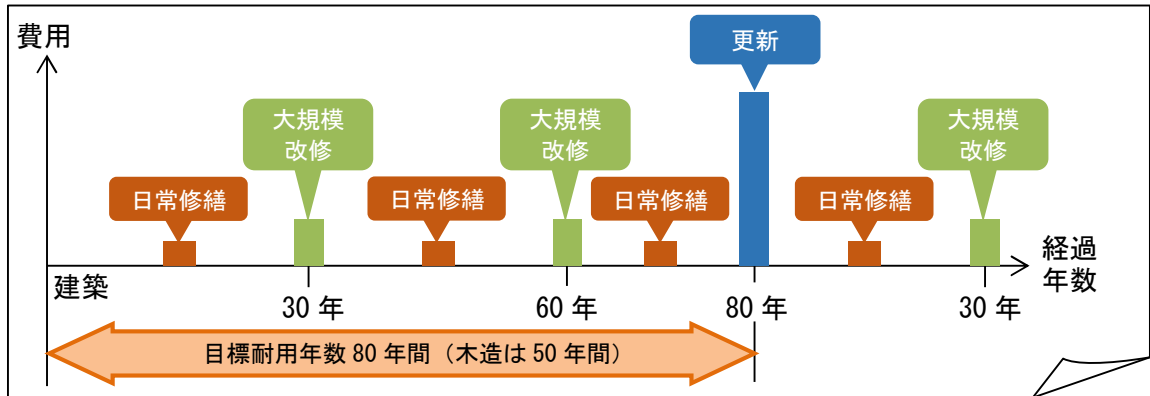 費用
更新
大規模
改修
大規模
改修
大規模
改修
日常修繕
日常修繕
日常修繕
日常修繕
建築
30 年
60 年
80 年
30 年
経過
年数
目標耐用年数 80 年間（木造は 50 年間）